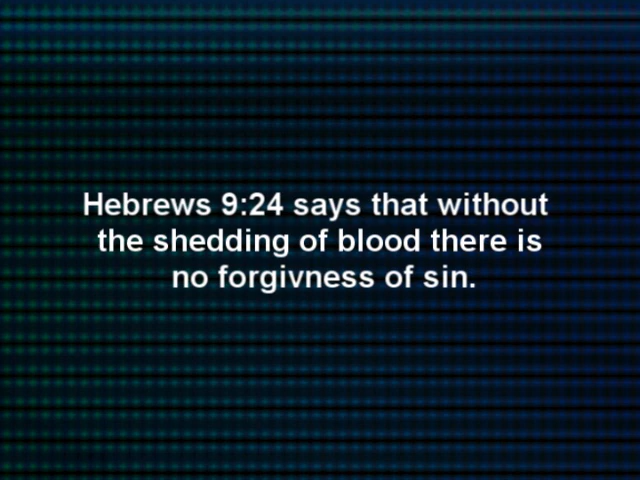 Hebrews 9:24 says that without
the shedding of blood there is
no forgivness of sin.